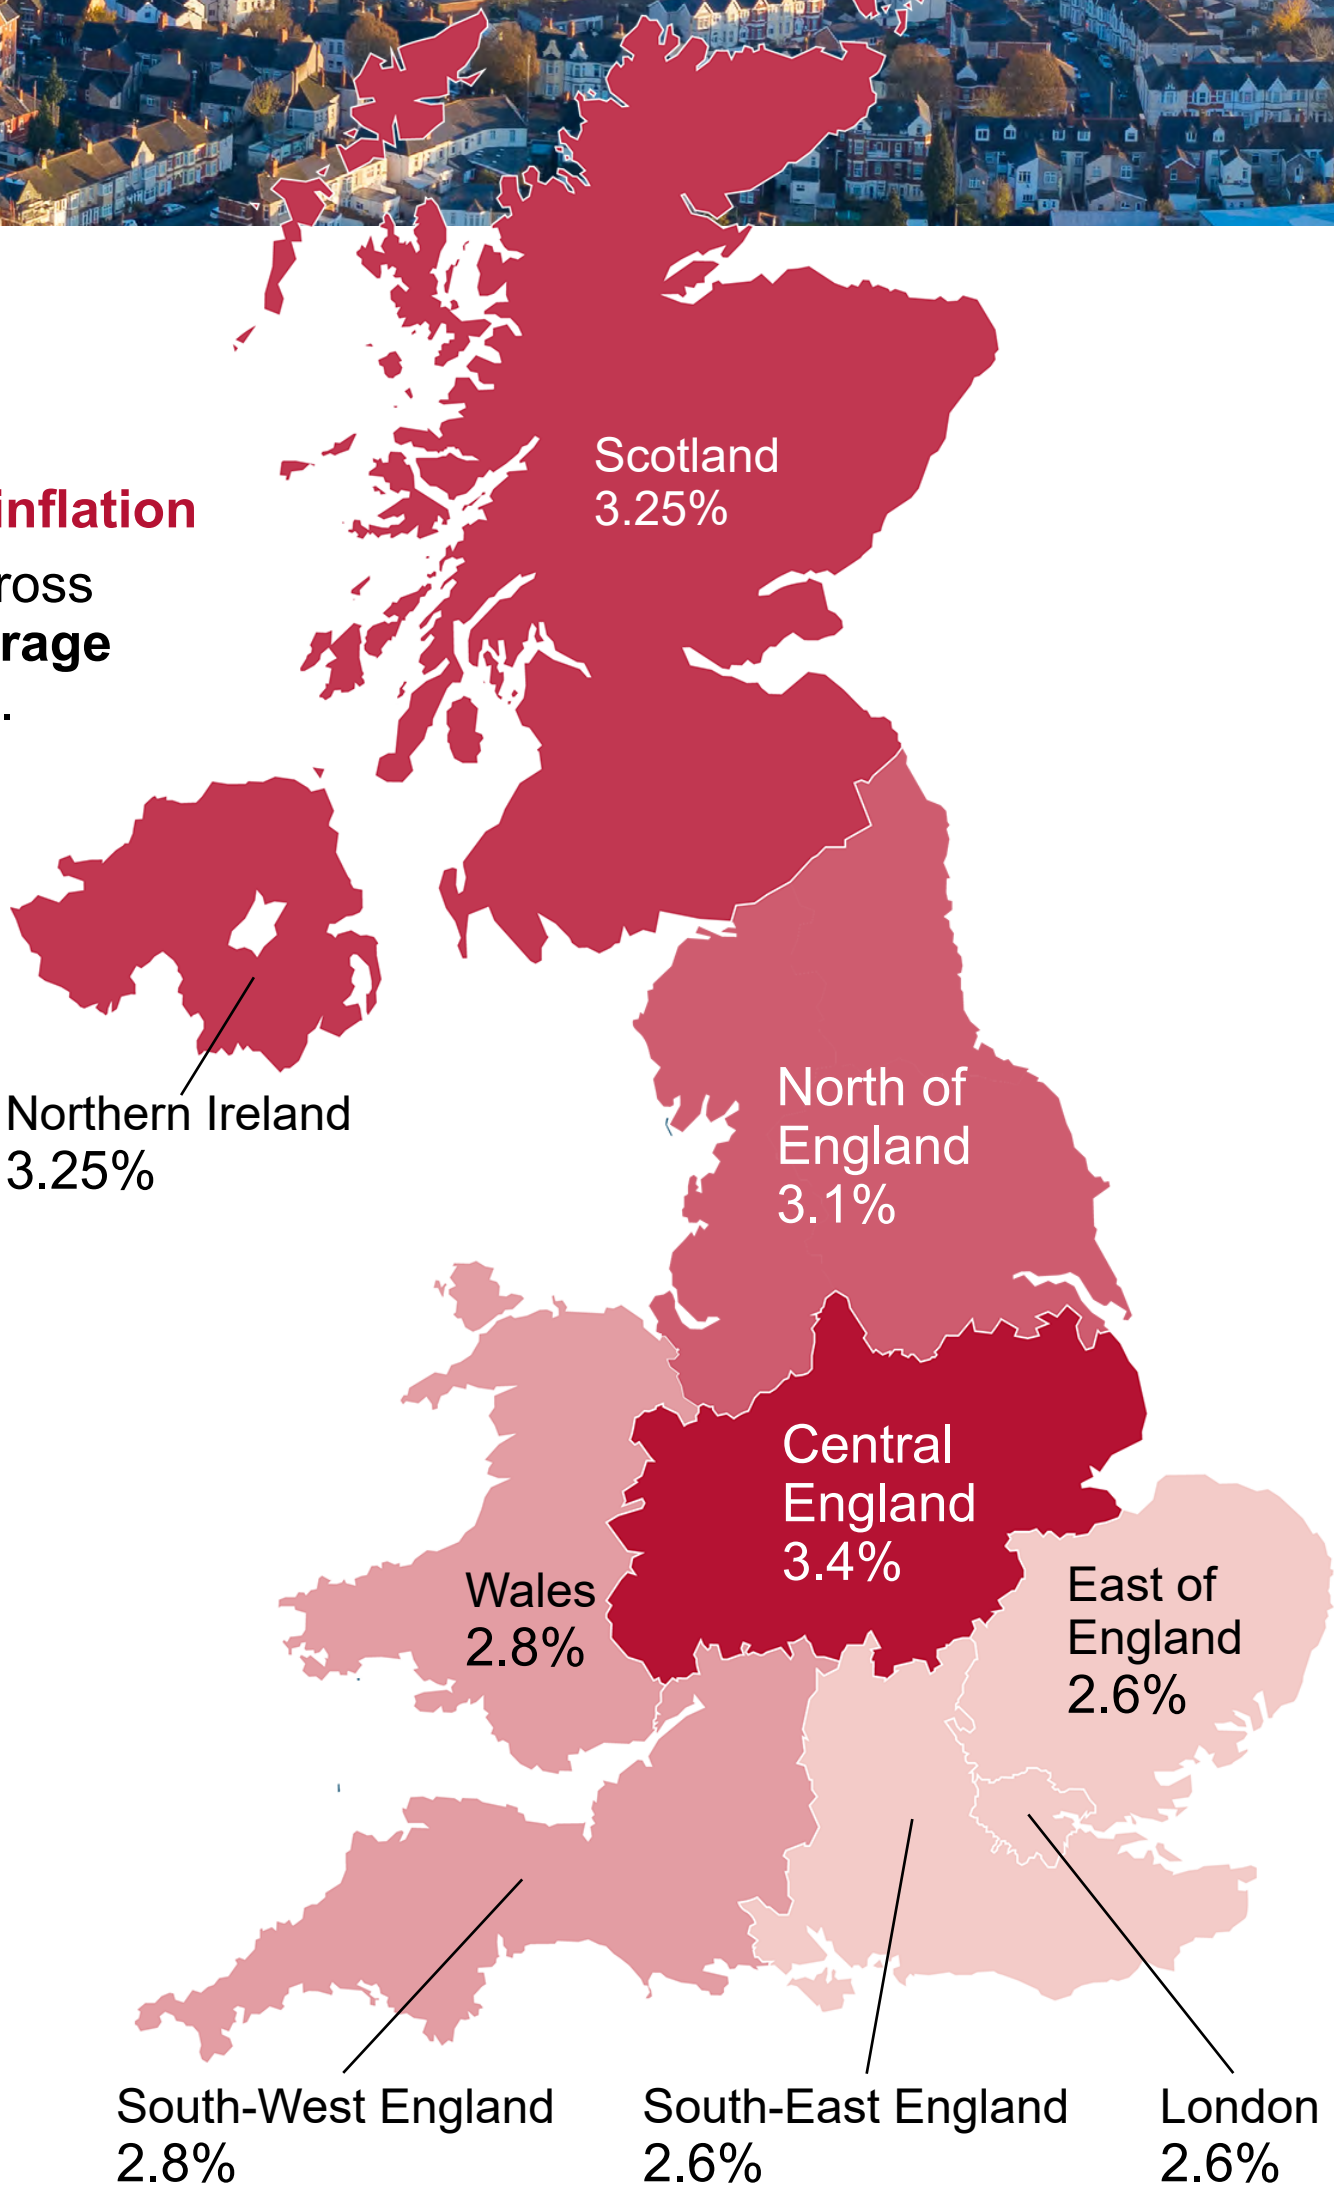 inflation
ross
rage
.
Scotland
3.25%
Northern Ireland
3.25%
North of
England
3.1%
Central
England
3.4%
Wales
2.8%
East of
England
2.6%
South-West England
2.8%
South-East England
2.6%
London
2.6%